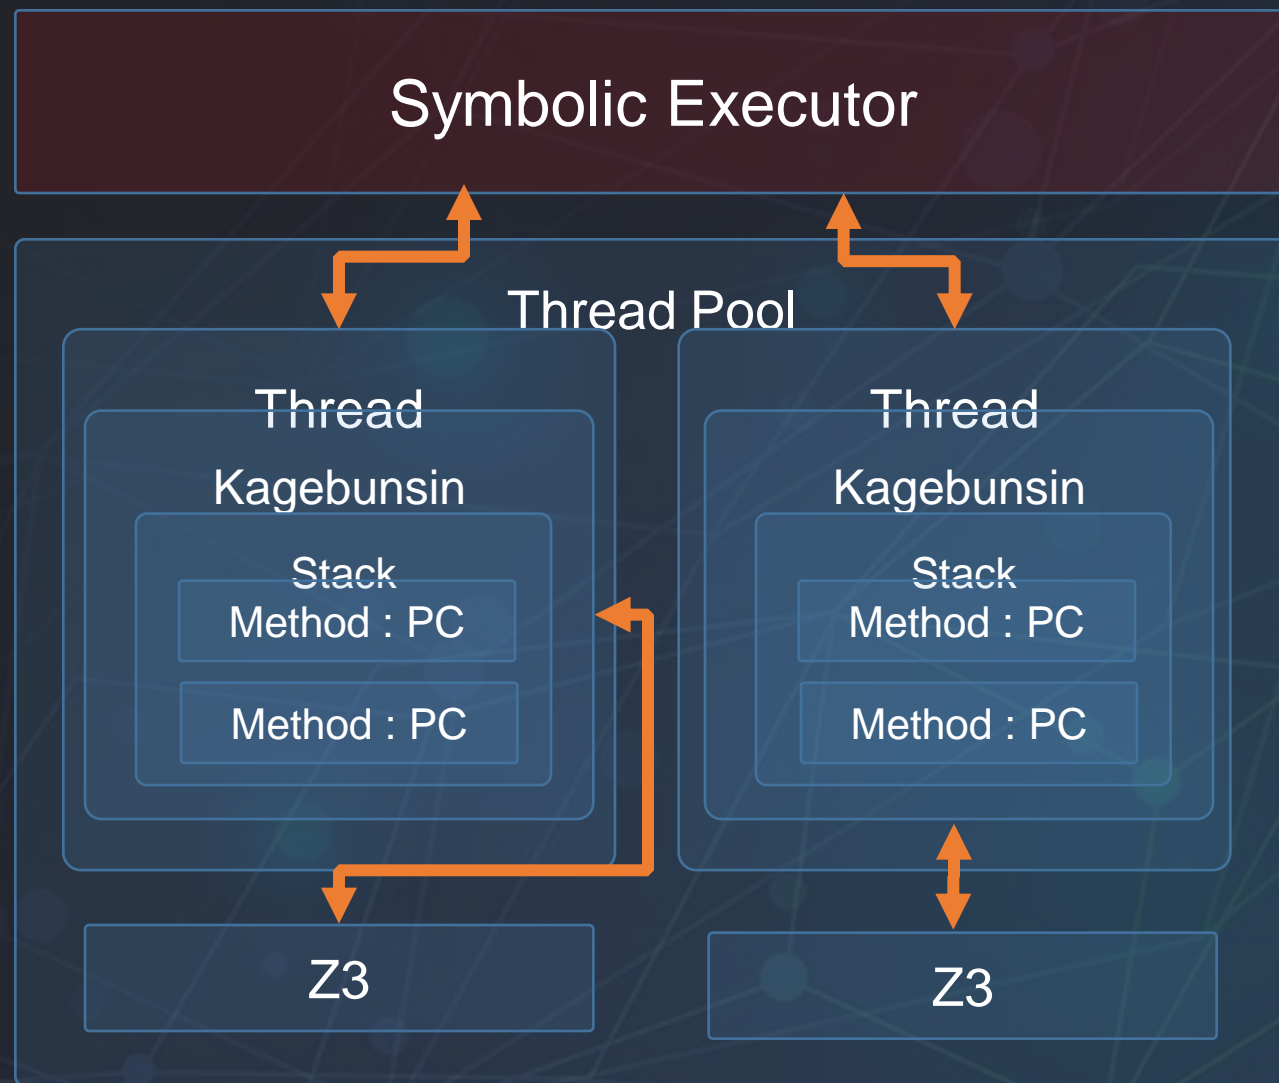 Symbolic Executor
Thread Pool
Thread
Kagebunsin
Stack
Method : PC
Method : PC
Z3
Thread
Kagebunsin
Stack
Method : PC
Method : PC
Z3